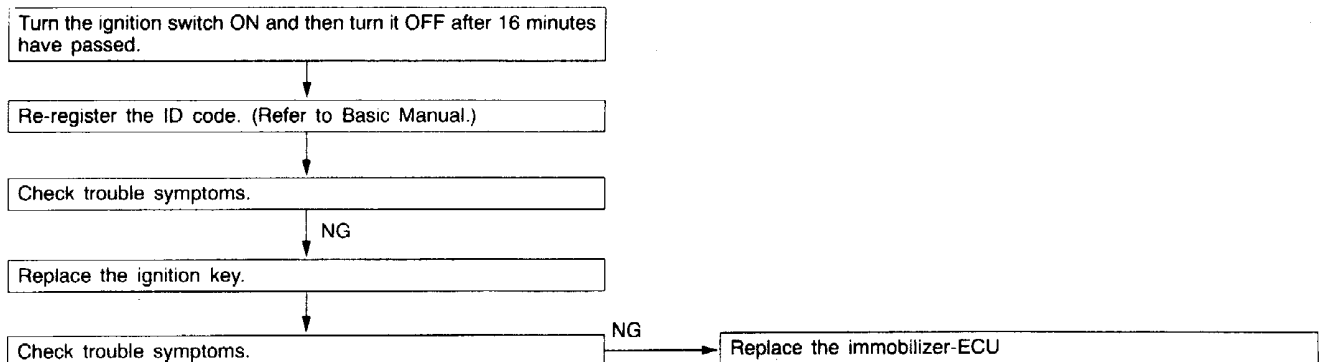 Turn the ignition switch ON and then turn it OFF after 16 minutes
have passed.
Re-register the ID code. (Refer to Basic Manual.)
Check trouble symptoms.
NG
Replace the ignition key.
Check trouble symptoms.
NG
Replace the immobilizer-ECU